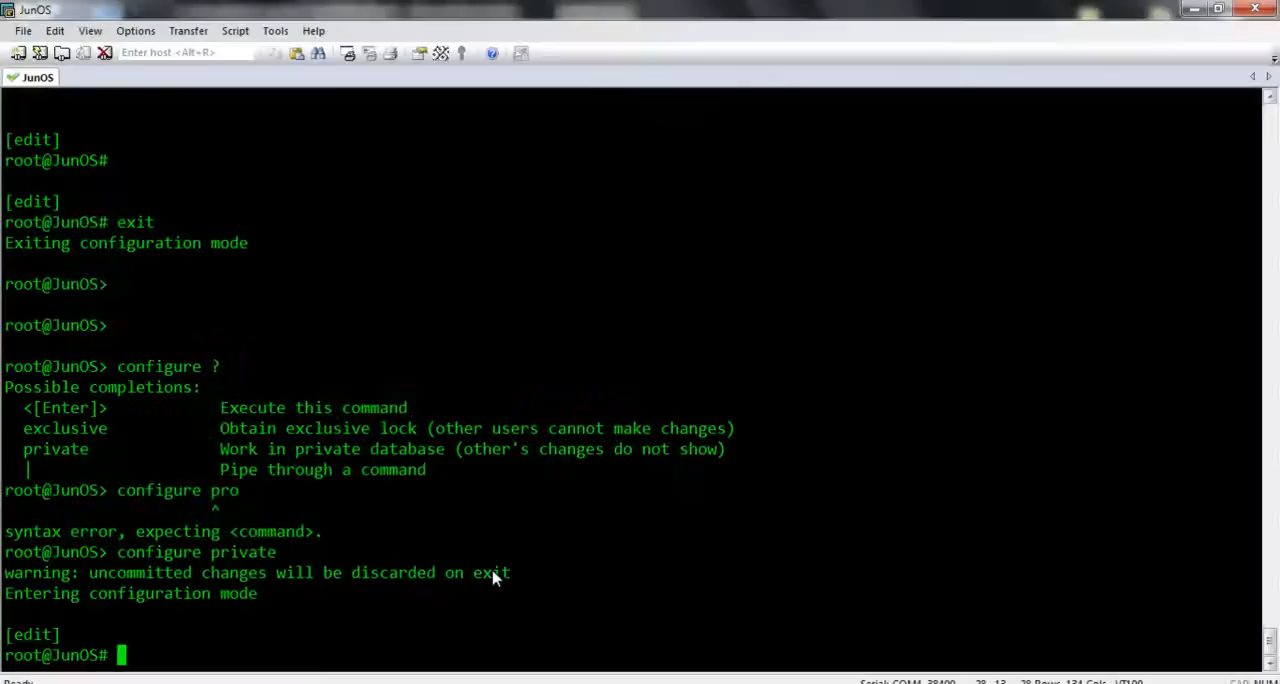 JunOS
File Edit View Options Transfer Script Tools Help
Enter host <Alt+R>
JunOS
[edit]
root@JunOS#
[edit]
root@JunOS# exit
Exiting configuration mode
root@JunOS>
root@JunOS>
root@JunOS> configure ?
Possible completions:
<[Enter]> Execute this command
exclusive Obtain exclusive lock (other users cannot make changes)
private Work in private database (other's changes do not show)
| Pipe through a command
root@JunOS> configure pro
^
syntax error, expecting <command>.
root@JunOS> configure private
warning: uncommitted changes will be discarded on exit
Entering configuration mode
[edit]
root@JunOS#